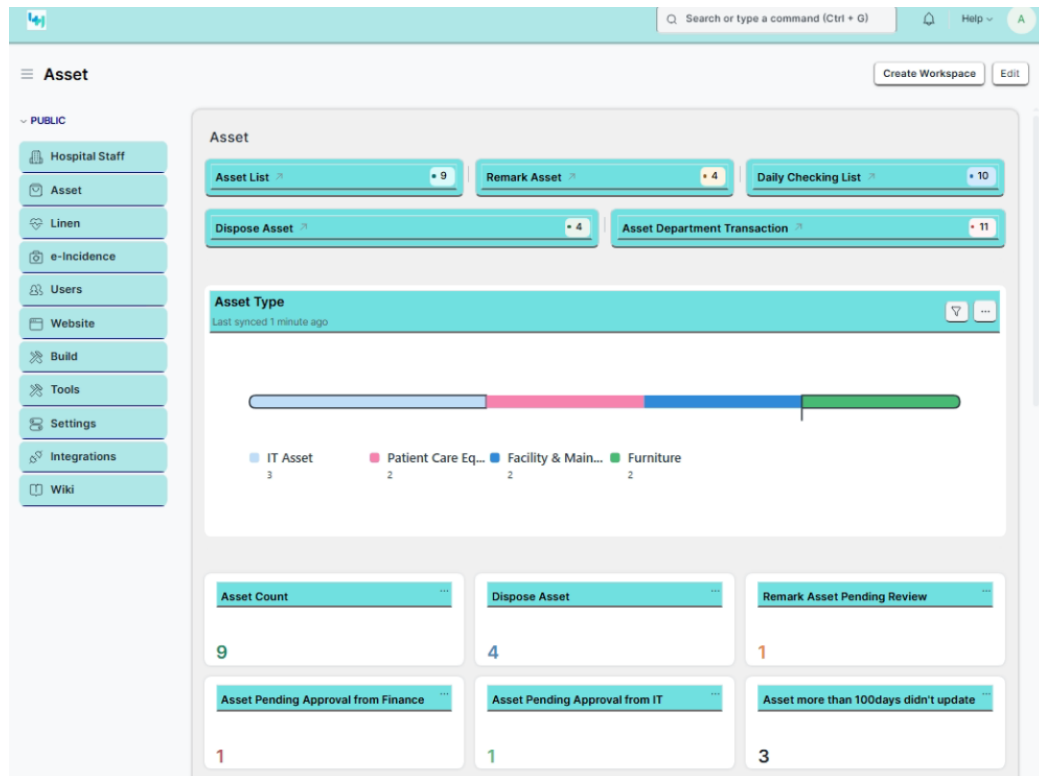 Search or type a command (Ctrl + G)
Help
A
Asset
Create Workspace
Edit
PUBLIC
Hospital Staff
Asset
Linen
e-Incidence
Users
Website
Build
Tools
Settings
Integrations
Wiki
Asset
Asset List 9
Remark Asset 4
Daily Checking List 10
Dispose Asset 4
Asset Department Transaction 11
Asset Type
Last synced 1 minute ago
IT Asset
3
Patient Care Eq...
2
Facility & Main...
2
Furniture
2
Asset Count
9
Dispose Asset
4
Remark Asset Pending Review
1
Asset Pending Approval from Finance
1
Asset Pending Approval from IT
1
Asset more than 100days didn't update
3